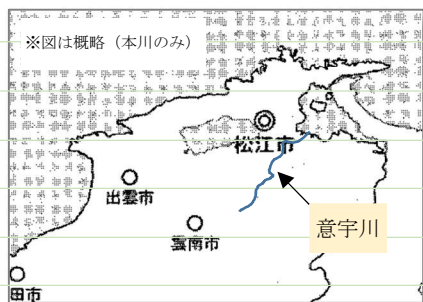 ※図は概略（本川のみ）
松江市
出雲市
雲南市
意宇川
田市